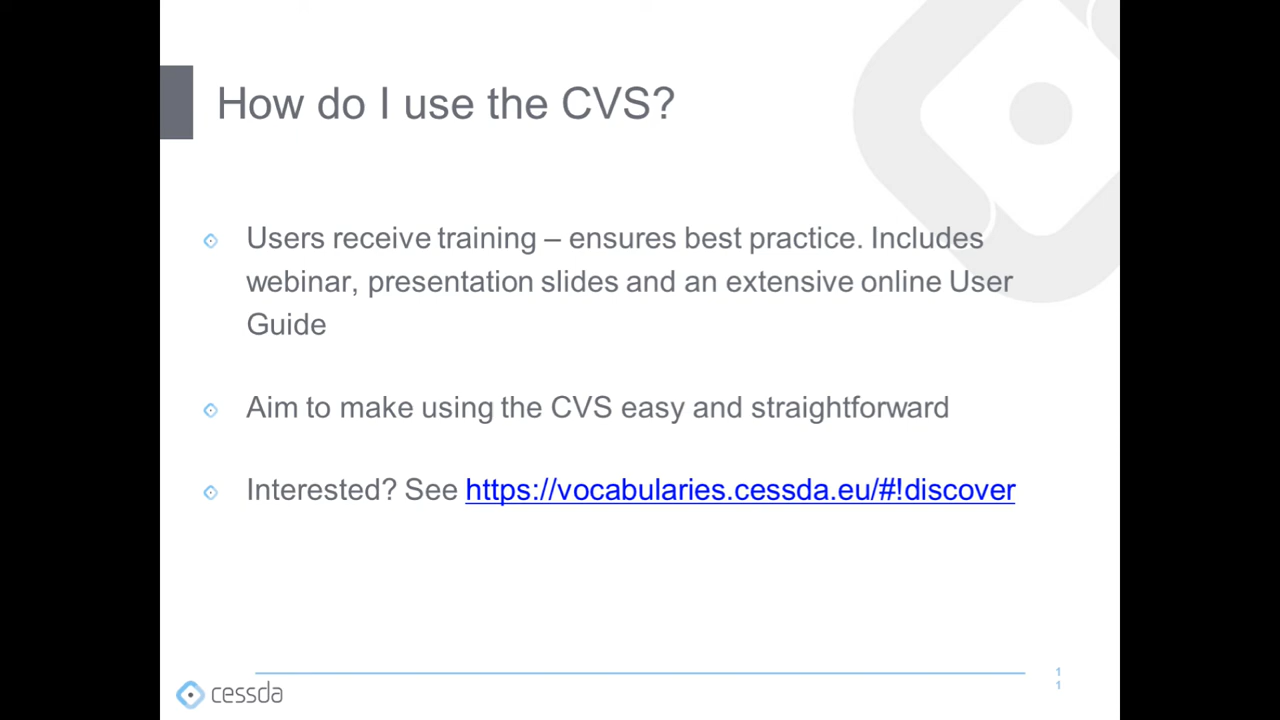 How do I use the CVS?
Users receive training – ensures best practice. Includes
webinar, presentation slides and an extensive online User
Guide
Aim to make using the CVS easy and straightforward
Interested? See https://vocabularies.cessda.eu/#!discover
cessda
1
1